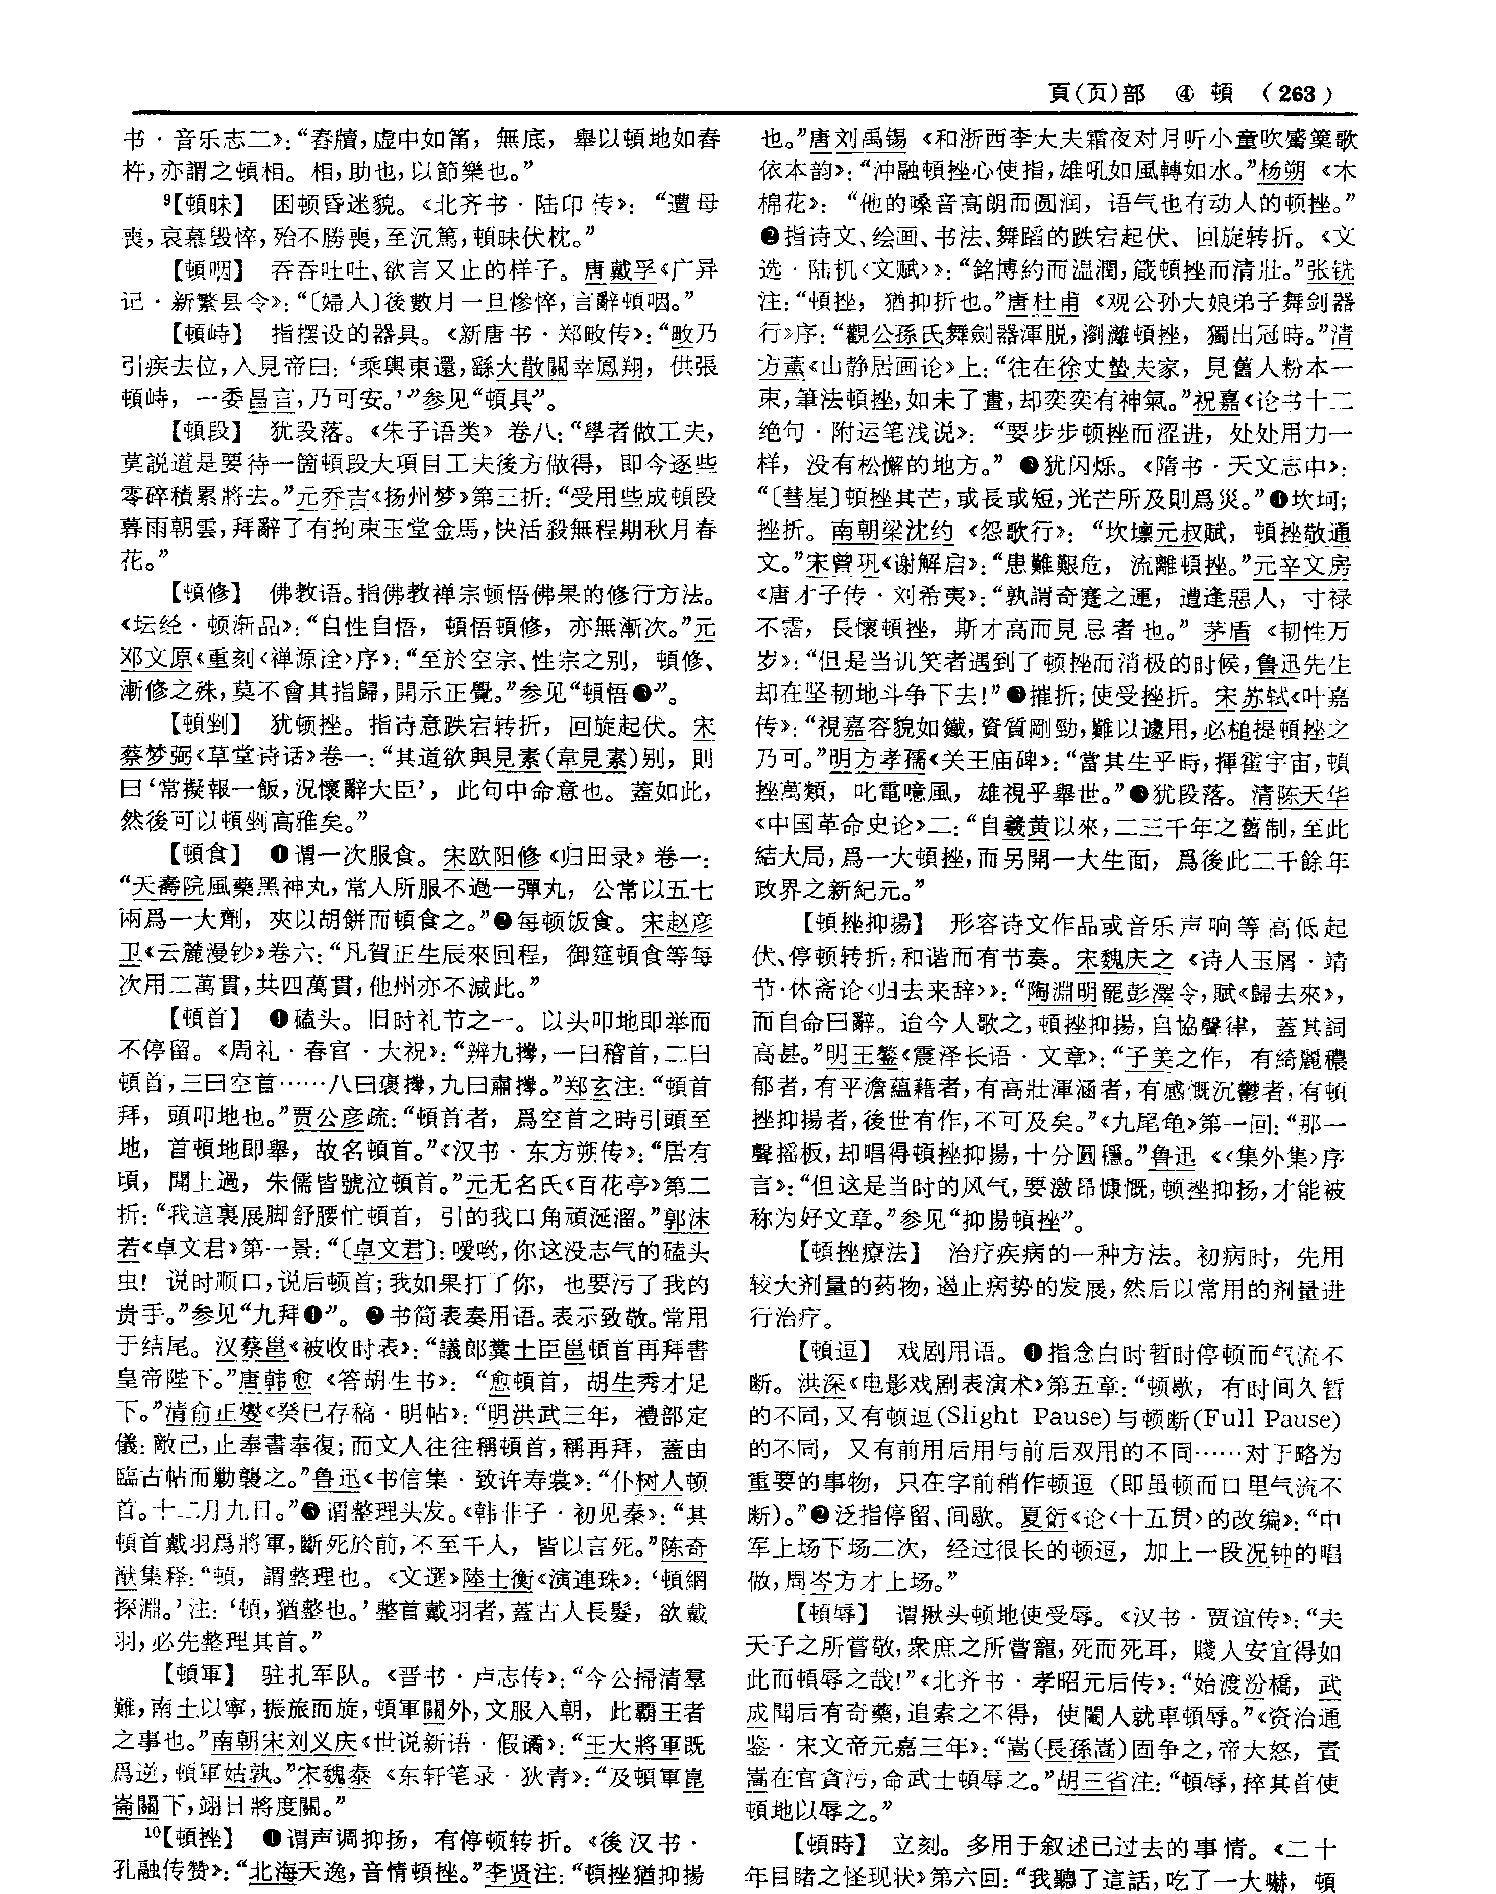 頁(页)部　④　頓　（263）
书·音乐志二》：“舂牘，虚中如筩，無底，舉以頓地如舂
杵，亦謂之頓相。相，助也，以節樂也。”
9【頓昧】　困顿昏迷貌。《北齐书·陆卬传》：“遭母
喪，哀慕毁悴，殆不勝喪，至沉篤，頓昧伏枕。”
【頓咽】　吞吞吐吐、欲言又止的样子。唐戴孚《广异
记·新繁县令》：“〔婦人〕後數月一旦慘悴，言辭頓咽。”
【頓峙】　指摆设的器具。《新唐书·郑畋传》：“畋乃
引疾去位，入見帝曰：‘乘輿東還，繇大散關幸鳳翔，供張
頓峙，一委昌言，乃可安。’”参见“頓具”。
【頓段】　犹段落。《朱子语类》卷八：“學者做工夫，
莫説道是要待一箇頓段大項目工夫後方做得，即今逐些
零碎積累將去。”元乔吉《扬州梦》第三折：“受用些成頓段
暮雨朝雲，拜辭了有拘束玉堂金馬，快活殺無程期秋月春
花。”
【頓修】　佛教语。指佛教禅宗顿悟佛果的修行方法。
《坛经·顿渐品》：“自性自悟，頓悟頓修，亦無漸次。”元
邓文原《重刻〈禅源诠〉序》：“至於空宗、性宗之别，頓修、
漸修之殊，莫不會其指歸，開示正覺。”参见“頓悟❸”。
【頓剉】　犹顿挫。指诗意跌宕转折，回旋起伏。宋
蔡梦弼《草堂诗话》卷一：“其道欲與見素（韋見素）别，則
曰‘常擬報一飯，況懷辭大臣’，此句中命意也。蓋如此，
然後可以頓剉高雅矣。”
【頓食】　❶谓一次服食。宋欧阳修《归田录》卷一：
“天壽院風藥黑神丸，常人所服不過一彈丸，公常以五七
兩爲一大劑，夾以胡餅而頓食之。”❷每顿饭食。宋赵彦
卫《云麓漫钞》卷六：“凡賀正生辰來回程，御筵頓食等每
次用二萬貫，共四萬貫，他州亦不減此。”
【頓首】　❶磕头。旧时礼节之一。以头叩地即举而
不停留。《周礼·春官·大祝》：“辨九㩀，一曰稽首，二曰
頓首，三曰空首……八曰褒㩀，九曰肅㩀。”郑玄注：“頓首
拜，頭叩地也。”贾公彦疏：“頓首者，爲空首之時引頭至
地，首頓地即舉，故名頓首。”《汉书·东方朔传》：“居有
頃，聞上過，朱儒皆號泣頓首。”元无名氏《百花亭》第二
折：“我這裏展脚舒腰忙頓首，引的我口角頑涎溜。”郭沫
若《卓文君》第一景：“〔卓文君〕：嗳哟，你这没志气的磕头
虫！说时顺口，说后顿首；我如果打了你，也要污了我的
贵手。”参见“九拜❶”。❷书简表奏用语。表示致敬。常用
于结尾。汉蔡邕《被收时表》：“議郎糞土臣邕頓首再拜書
皇帝陛下。”唐韩愈《答胡生书》：“愈頓首，胡生秀才足
下。”清俞正燮《癸巳存稿·明帖》：“明洪武三年，禮部定
儀：敵己，止奉書奉復；而文人往往稱頓首，稱再拜，蓋由
臨古帖而勦襲之。”鲁迅《书信集·致许寿裳》：“仆树人顿
首。十二月九日。”❸谓整理头发。《韩非子·初见秦》：“其
頓首戴羽爲將軍，斷死於前，不至千人，皆以言死。”陈奇
猷集释：“頓，謂整理也。《文選》陸士衡《演連珠》：‘頓網
探淵。’注：‘頓，猶整也。’整首戴羽者，蓋古人長髮，欲戴
羽，必先整理其首。”
【頓軍】　驻扎军队。《晋书·卢志传》：“今公掃清羣
難，南土以寧，振旅而旋，頓軍關外，文服入朝，此霸王者
之事也。”南朝宋刘义庆《世说新语·假谲》：“王大將軍既
爲逆，頓軍姑孰。”宋魏泰《东轩笔录·狄青》：“及頓軍崑
崙關下，翊日將度關。”
10【頓挫】　❶谓声调抑扬，有停顿转折。《後汉书·
孔融传赞》：“北海天逸，音情頓挫。”李贤注：“頓挫猶抑揚
也。”唐刘禹锡《和浙西李大夫霜夜对月听小童吹觱篥歌
依本韵》：“沖融頓挫心使指，雄吼如風轉如水。”杨朔《木
棉花》：“他的嗓音高朗而圆润，语气也有动人的顿挫。”
❷指诗文、绘画、书法、舞蹈的跌宕起伏、回旋转折。《文
选·陆机〈文赋〉》：“銘博約而温潤，箴頓挫而清壯。”张铣
注：“頓挫，猶抑折也。”唐杜甫《观公孙大娘弟子舞剑器
行》序：“觀公孫氏舞劍器渾脱，瀏灕頓挫，獨出冠時。”清
方薰《山静居画论》上：“往在徐丈蟄夫家，見舊人粉本一
束，筆法頓挫，如未了畫，却奕奕有神氣。”祝嘉《论书十二
绝句·附运笔浅说》：“要步步顿挫而涩进，处处用力一
样，没有松懈的地方。”❸犹闪烁。《隋书·天文志中》：
“〔彗星〕頓挫其芒，或長或短，光芒所及則爲災。”❹坎坷；
挫折。南朝梁沈约《怨歌行》：“坎壈元叔賦，頓挫敬通
文。”宋曾巩《谢解启》：“患難艱危，流離頓挫。”元辛文房
《唐才子传·刘希夷》：“孰謂奇蹇之運，遭逢惡人，寸禄
不霑，長懷頓挫，斯才高而見忌者也。”茅盾《韧性万
岁》：“但是当讥笑者遇到了顿挫而消极的时候，鲁迅先生
却在坚韧地斗争下去！”❺摧折；使受挫折。宋苏轼《叶嘉
传》：“視嘉容貌如鐵，資質剛勁，難以遽用，必槌提頓挫之
乃可。”明方孝孺《关王庙碑》：“當其生乎時，揮霍宇宙，頓
挫萬類，叱電噫風，雄視乎舉世。”❻犹段落。清陈天华
《中国革命史论》二：“自羲黄以來，二三千年之舊制，至此
結大局，爲一大頓挫，而另開一大生面，爲後此二千餘年
政界之新紀元。”
【頓挫抑揚】　形容诗文作品或音乐声响等高低起
伏、停顿转折，和谐而有节奏。宋魏庆之《诗人玉屑·靖
节·休斋论〈归去来辞〉》：“陶淵明罷彭澤令，賦《歸去來》，
而自命曰辭。迨今人歌之，頓挫抑揚，自協聲律，蓋其詞
高甚。”明王鏊《震泽长语·文章》：“子美之作，有綺麗穠
郁者，有平澹蘊藉者，有高壯渾涵者，有感慨沉鬱者，有頓
挫抑揚者，後世有作，不可及矣。”《九尾龟》第一回：“那一
聲摇板，却唱得頓挫抑揚，十分圓穩。”鲁迅《〈集外集〉序
言》：“但这是当时的风气，要激昂慷慨，顿挫抑扬，才能被
称为好文章。”参见“抑揚頓挫”。
【頓挫療法】　治疗疾病的一种方法。初病时，先用
较大剂量的药物，遏止病势的发展，然后以常用的剂量进
行治疗。
【頓逗】　戏剧用语。❶指念白时暂时停顿而气流不
断。洪深《电影戏剧表演术》第五章：“顿歇，有时间久暂
的不同，又有顿逗(Slight Pause)与顿断(Full Pause)
的不同，又有前用后用与前后双用的不同……对于略为
重要的事物，只在字前稍作顿逗（即虽顿而口里气流不
断）。”❷泛指停留、间歇。夏衍《论〈十五贯〉的改编》：“中
军上场下场二次，经过很长的顿逗，加上一段况钟的唱
做，周岑方才上场。”
【頓辱】　谓揪头顿地使受辱。《汉书·贾谊传》：“夫
天子之所嘗敬，衆庶之所嘗寵，死而死耳，賤人安宜得如
此而頓辱之哉！”《北齐书·孝昭元后传》：“始渡汾橋，武
成聞后有奇藥，追索之不得，使閹人就車頓辱。”《资治通
鉴·宋文帝元嘉三年》：“嵩（長孫嵩）固争之，帝大怒，責
嵩在官貪污，命武士頓辱之。”胡三省注：“頓辱，捽其首使
頓地以辱之。”
【頓時】　立刻。多用于叙述已过去的事情。《二十
年目睹之怪现状》第六回：“我聽了這話，吃了一大嚇，頓